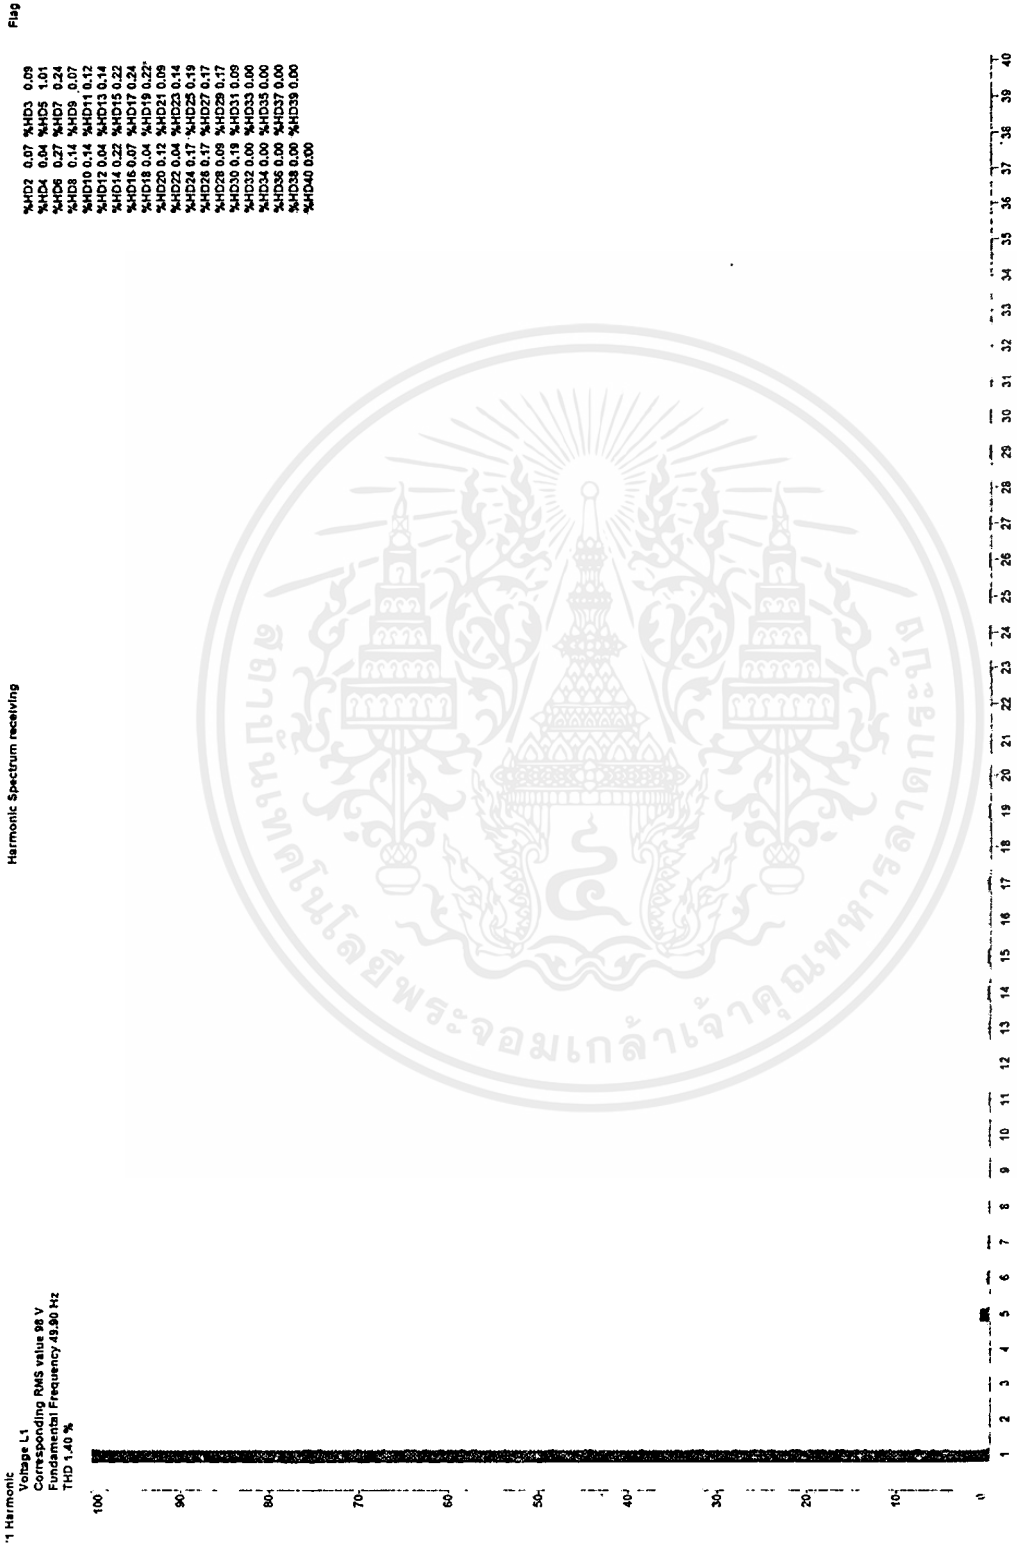 Harmonic Spectrum receiving
Flag
1 Harmonic
Voltage L1
Corresponding RMS value 98 V
Fundamental Frequency 49.90 Hz
THD 1.40 %
%HD2 0.07 %HD3 0.09
%HD4 0.04 %HD5 1.01
%HD6 0.27 %HD7 0.24
%HD8 0.14 %HD9 0.07
%HD10 0.14 %HD11 0.12
%HD12 0.04 %HD13 0.14
%HD14 0.22 %HD15 0.22
%HD16 0.07 %HD17 0.24
%HD18 0.04 %HD19 0.22
%HD20 0.12 %HD21 0.09
%HD22 0.04 %HD23 0.14
%HD24 0.17 %HD25 0.19
%HD26 0.17 %HD27 0.17
%HD28 0.09 %HD29 0.17
%HD30 0.19 %HD31 0.09
%HD32 0.00 %HD33 0.00
%HD34 0.00 %HD35 0.00
%HD36 0.00 %HD37 0.00
%HD38 0.00 %HD39 0.00
%HD40 0.00
100
90
80
70
60
50
40
30
20
10
0
1 2 3 4 5 6 7 8 9 10 11 12 13 14 15 16 17 18 19 20 21 22 23 24 25 26 27 28 29 30 31 32 33 34 35 36 37 38 39 40
สถาบันเทคโนโลยีพระจอมเกล้าเจ้าคุณทหารลาดกระบัง